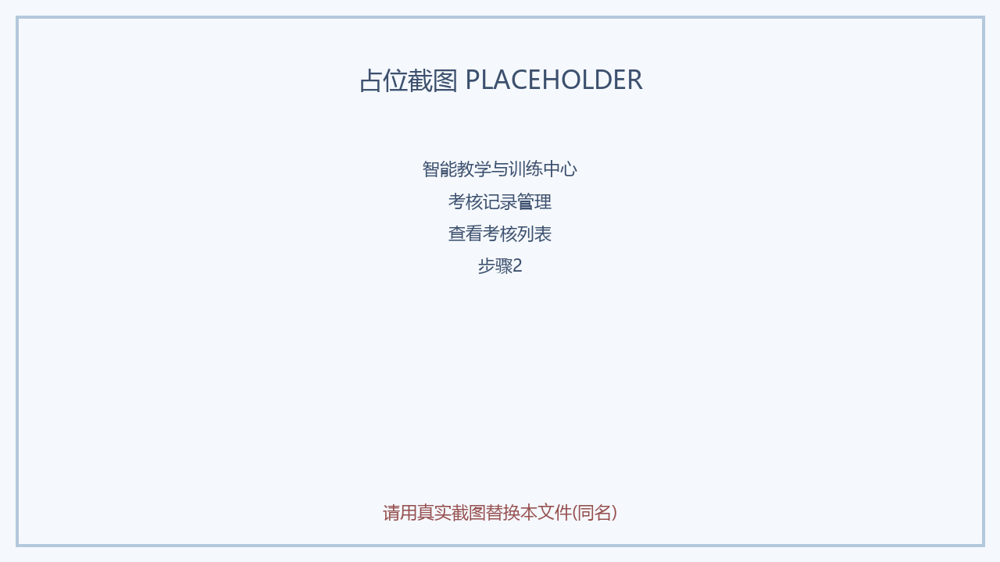 占位截图 PLACEHOLDER
智能教学与训练中心
考核记录管理
查看考核列表
步骤2
请用真实截图替换本文件(同名)